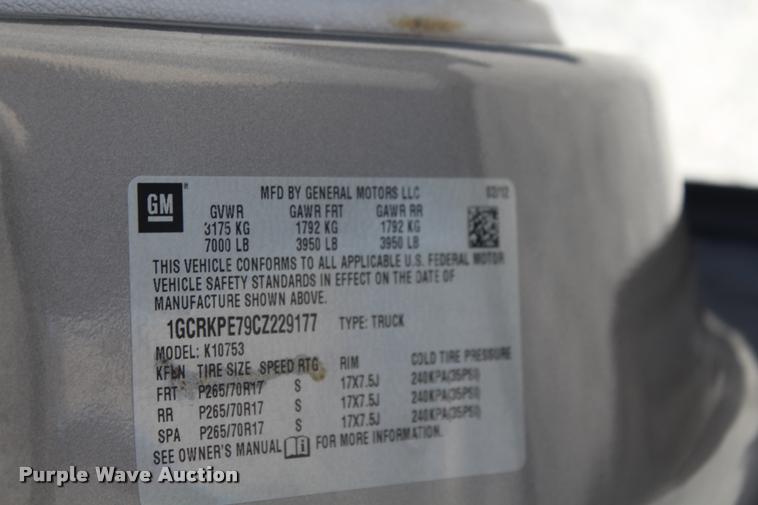 GM
MFD BY GENERAL MOTORS LLC 03/12
GVWR GAWR FRT GAWR RR
3175 KG 1792 KG 1792 KG
7000 LB 3950 LB 3950 LB
THIS VEHICLE CONFORMS TO ALL APPLICABLE U.S. FEDERAL MOTOR
VEHICLE SAFETY STANDARDS IN EFFECT ON THE DATE OF
MANUFACTURE SHOWN ABOVE.
1GCRKPE79CZ229177 TYPE: TRUCK
MODEL: K10753
KFLN TIRE SIZE SPEED RTG RIM COLD TIRE PRESSURE
FRT P265/70R17 S 17X7.5J 240KPA(35PSI)
RR P265/70R17 S 17X7.5J 240KPA(35PSI)
SPA P265/70R17 S 17X7.5J 240KPA(35PSI)
SEE OWNER'S MANUAL FOR MORE INFORMATION.
Purple Wave Auction